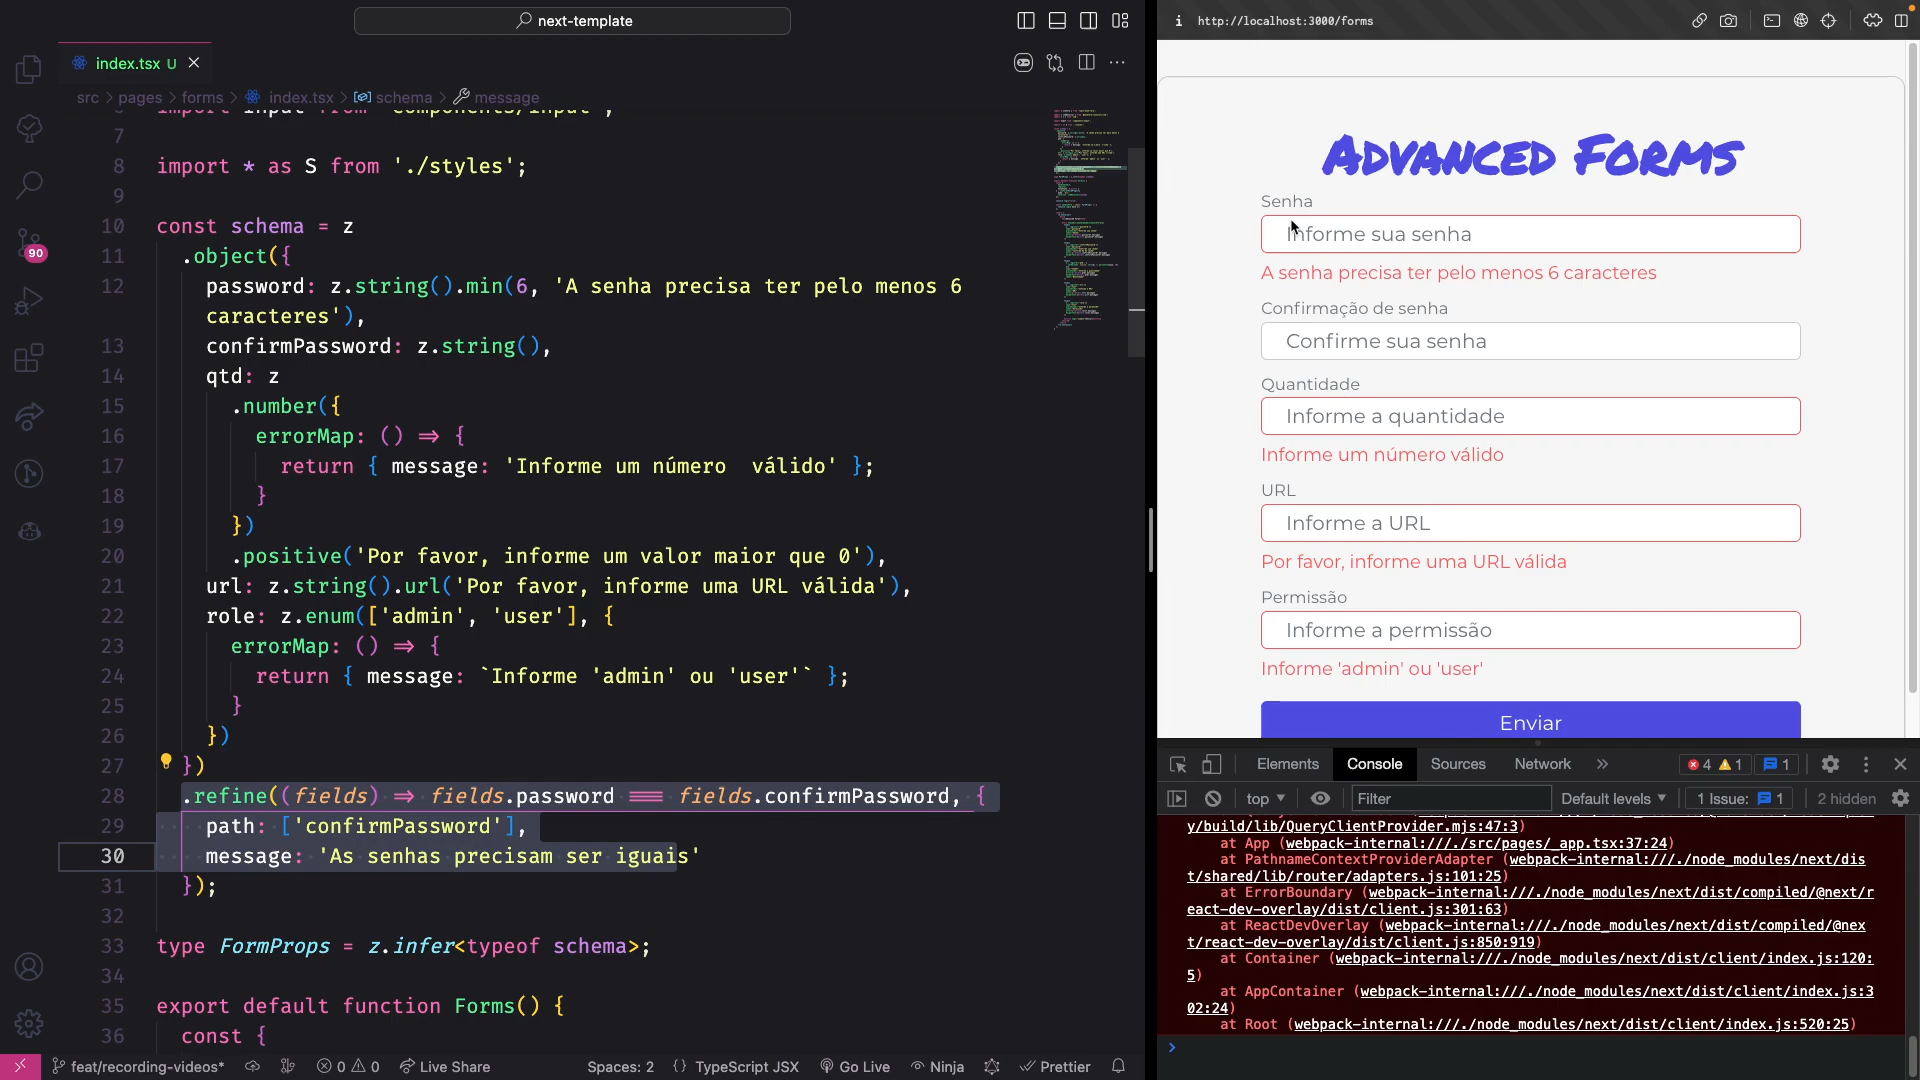 next-template
index.tsx U
src > pages > forms > index.tsx > schema > message
import Input from 'components/Input';
7
8 import * as S from './styles';
9
10 const schema = z
11 .object({
12 password: z.string().min(6, 'A senha precisa ter pelo menos 6
caracteres'),
13 confirmPassword: z.string(),
14 qtd: z
15 .number({
16 errorMap: () => {
17 return { message: 'Informe um número  válido' };
18 }
19 })
20 .positive('Por favor, informe um valor maior que 0'),
21 url: z.string().url('Por favor, informe uma URL válida'),
22 role: z.enum(['admin', 'user'], {
23 errorMap: () => {
24 return { message: `Informe 'admin' ou 'user'` };
25 }
26 })
27 })
28 .refine((fields) => fields.password === fields.confirmPassword, {
29 path: ['confirmPassword'],
30 message: 'As senhas precisam ser iguais'
31 });
32
33 type FormProps = z.infer<typeof schema>;
34
35 export default function Forms() {
36 const {
90
feat/recording-videos* 0 0 Live Share Spaces: 2 {} TypeScript JSX Go Live Ninja Prettier
i http://localhost:3000/forms
Advanced Forms
Senha
Informe sua senha
A senha precisa ter pelo menos 6 caracteres
Confirmação de senha
Confirme sua senha
Quantidade
Informe a quantidade
Informe um número válido
URL
Informe a URL
Por favor, informe uma URL válida
Permissão
Informe a permissão
Informe 'admin' ou 'user'
Enviar
Elements Console Sources Network » 4 1 1
top Filter Default levels 1 Issue: 1 2 hidden
y/build/lib/QueryClientProvider.mjs:47:3)
at App (webpack-internal:///./src/pages/_app.tsx:37:24)
at PathnameContextProviderAdapter (webpack-internal:///./node_modules/next/dis
t/shared/lib/router/adapters.js:101:25)
at ErrorBoundary (webpack-internal:///./node_modules/next/dist/compiled/@next/r
eact-dev-overlay/dist/client.js:301:63)
at ReactDevOverlay (webpack-internal:///./node_modules/next/dist/compiled/@nex
t/react-dev-overlay/dist/client.js:850:919)
at Container (webpack-internal:///./node_modules/next/dist/client/index.js:120:
5)
at AppContainer (webpack-internal:///./node_modules/next/dist/client/index.js:3
02:24)
at Root (webpack-internal:///./node_modules/next/dist/client/index.js:520:25)